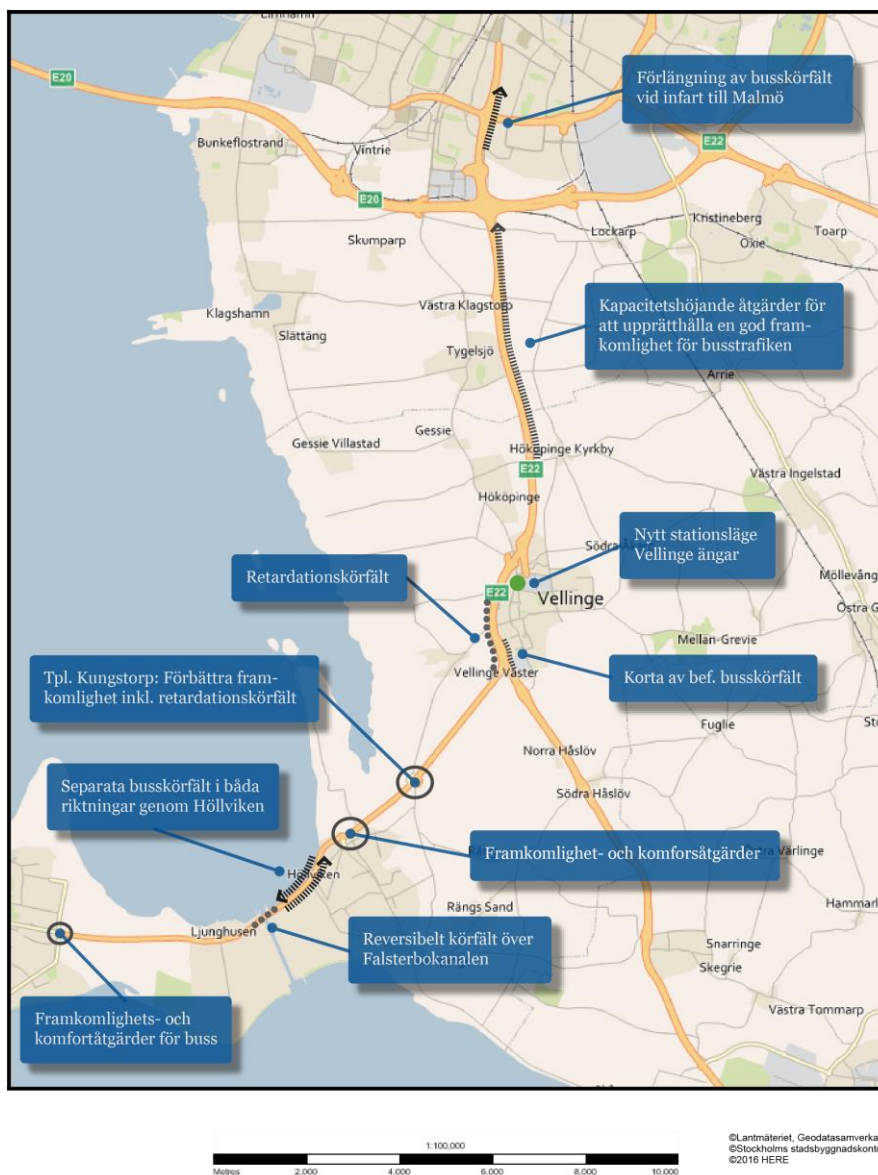 Limhamn
E20
Förlängning av busskörfält
vid infart till Malmö
Bunkeflostrand
Vintrie
E22
E20
Kristineberg
Skumparp
Lockarp
Oxie
Toarp
Klagshamn
Västra Klagstorp
Kapacitetshöjande åtgärder för
att upprätthålla en god fram-
komlighet för busstrafiken
Slättäng
Tygelsjö
Arrie
Gessie
Gessie Villastad
Hököpinge Kyrkby
E22
Västra Ingelstad
Hököpinge
Nytt stationsläge
Vellinge ängar
Södra Åk
Retardationskörfält
Möllevång
E22
Vellinge
Östra G
Mellan-Grevie
Tpl. Kungstorp: Förbättra fram-
komlighet inkl. retardationskörfält
Vellinge Väster
Korta av bef. busskörfält
Fuglie
Norra Håslöv
Separata busskörfält i båda
riktningar genom Höllviken
Södra Håslöv
Framkomlighet- och komforsåtgärder
Värlinge
Höllviken
Rängs Sand
Hammarl
Ljunghusen
Reversibelt körfält över
Falsterbokanalen
Snarringe
Skegrie
Framkomlighets- och
komfortåtgärder för buss
Västra Tommarp
1:100,000
Metres
2,000
4,000
6,000
8,000
10,000
©Lantmäteriet, Geodatasamverka
©Stockholms stadsbyggnadskont
©2016 HERE